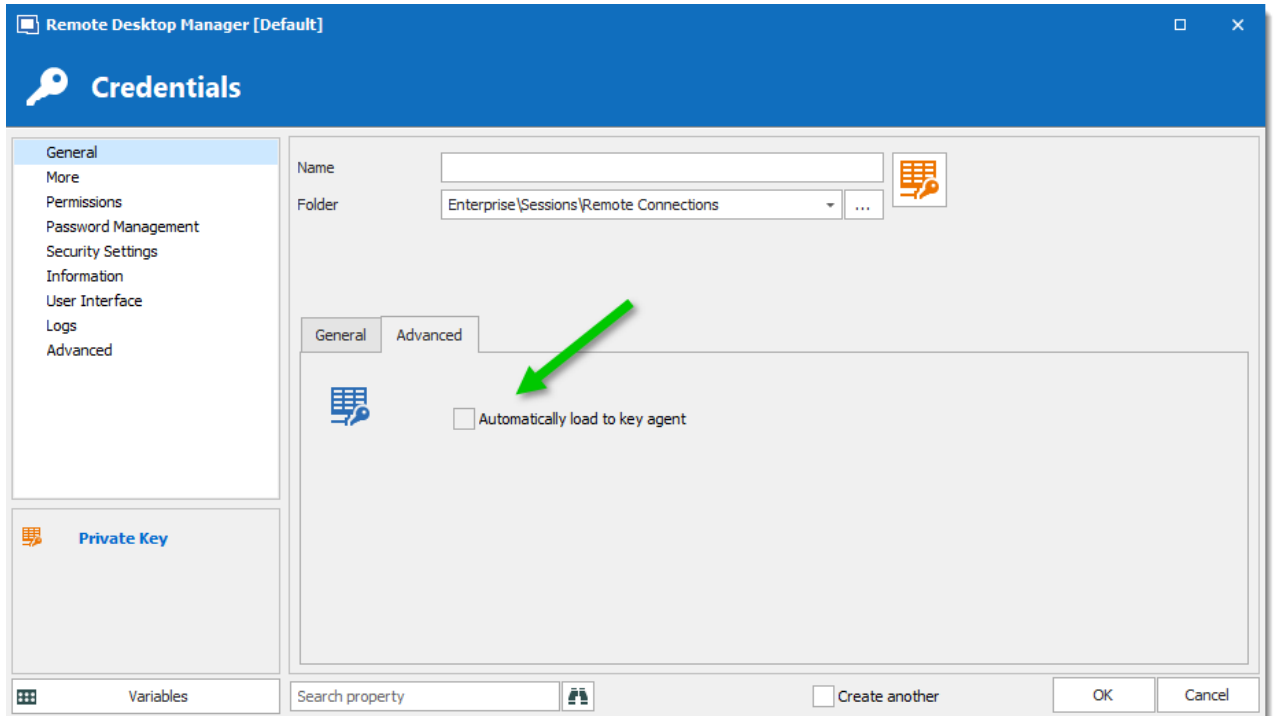 Remote Desktop Manager [Default]
Credentials
General
More
Permissions
Password Management
Security Settings
Information
User Interface
Logs
Advanced
Private Key
Variables
Name
Folder
Enterprise\Sessions\Remote Connections
...
General
Advanced
Automatically load to key agent
Search property
Create another
OK
Cancel